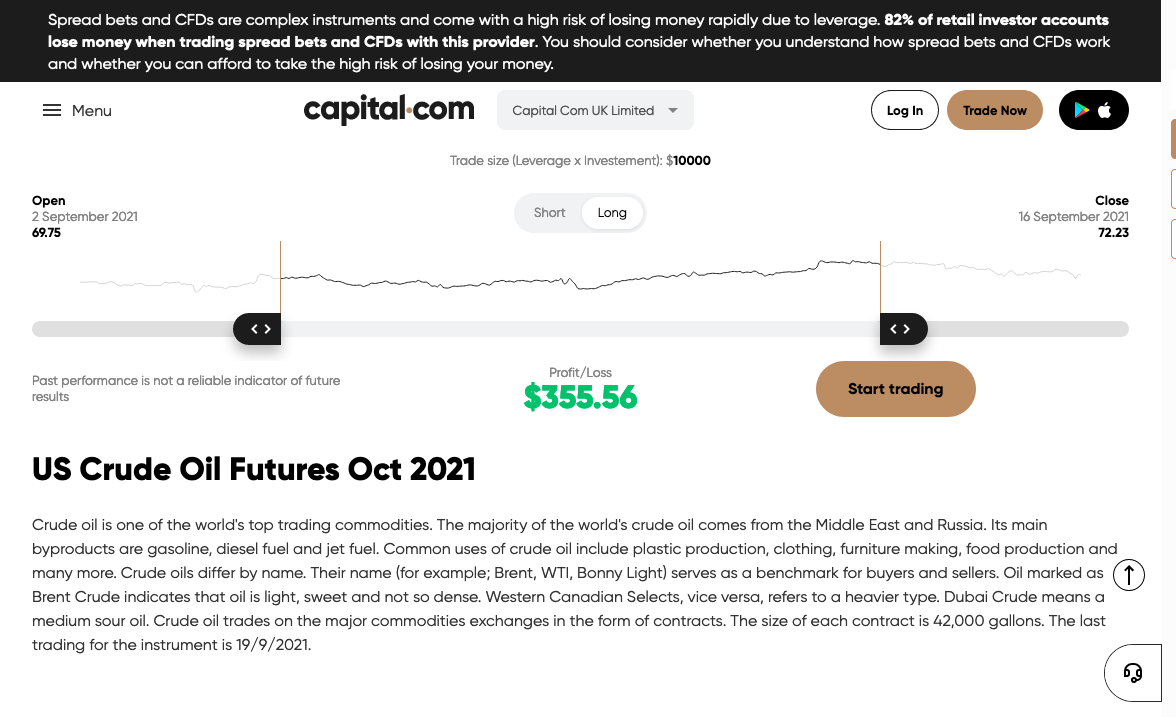 Spread bets and CFDs are complex instruments and come with a high risk of losing money rapidly due to leverage. 82% of retail investor accounts
lose money when trading spread bets and CFDs with this provider. You should consider whether you understand how spread bets and CFDs work
and whether you can afford to take the high risk of losing your money.
Menu
capital.com
Capital Com UK Limited
Log In
Trade Now
Trade size (Leverage x Investement): $10000
Open
2 September 2021
69.75
Short
Long
Close
16 September 2021
72.23
Past performance is not a reliable indicator of future
results
Profit/Loss
$355.56
Start trading
US Crude Oil Futures Oct 2021
Crude oil is one of the world's top trading commodities. The majority of the world's crude oil comes from the Middle East and Russia. Its main
byproducts are gasoline, diesel fuel and jet fuel. Common uses of crude oil include plastic production, clothing, furniture making, food production and
many more. Crude oils differ by name. Their name (for example; Brent, WTI, Bonny Light) serves as a benchmark for buyers and sellers. Oil marked as
Brent Crude indicates that oil is light, sweet and not so dense. Western Canadian Selects, vice versa, refers to a heavier type. Dubai Crude means a
medium sour oil. Crude oil trades on the major commodities exchanges in the form of contracts. The size of each contract is 42,000 gallons. The last
trading for the instrument is 19/9/2021.